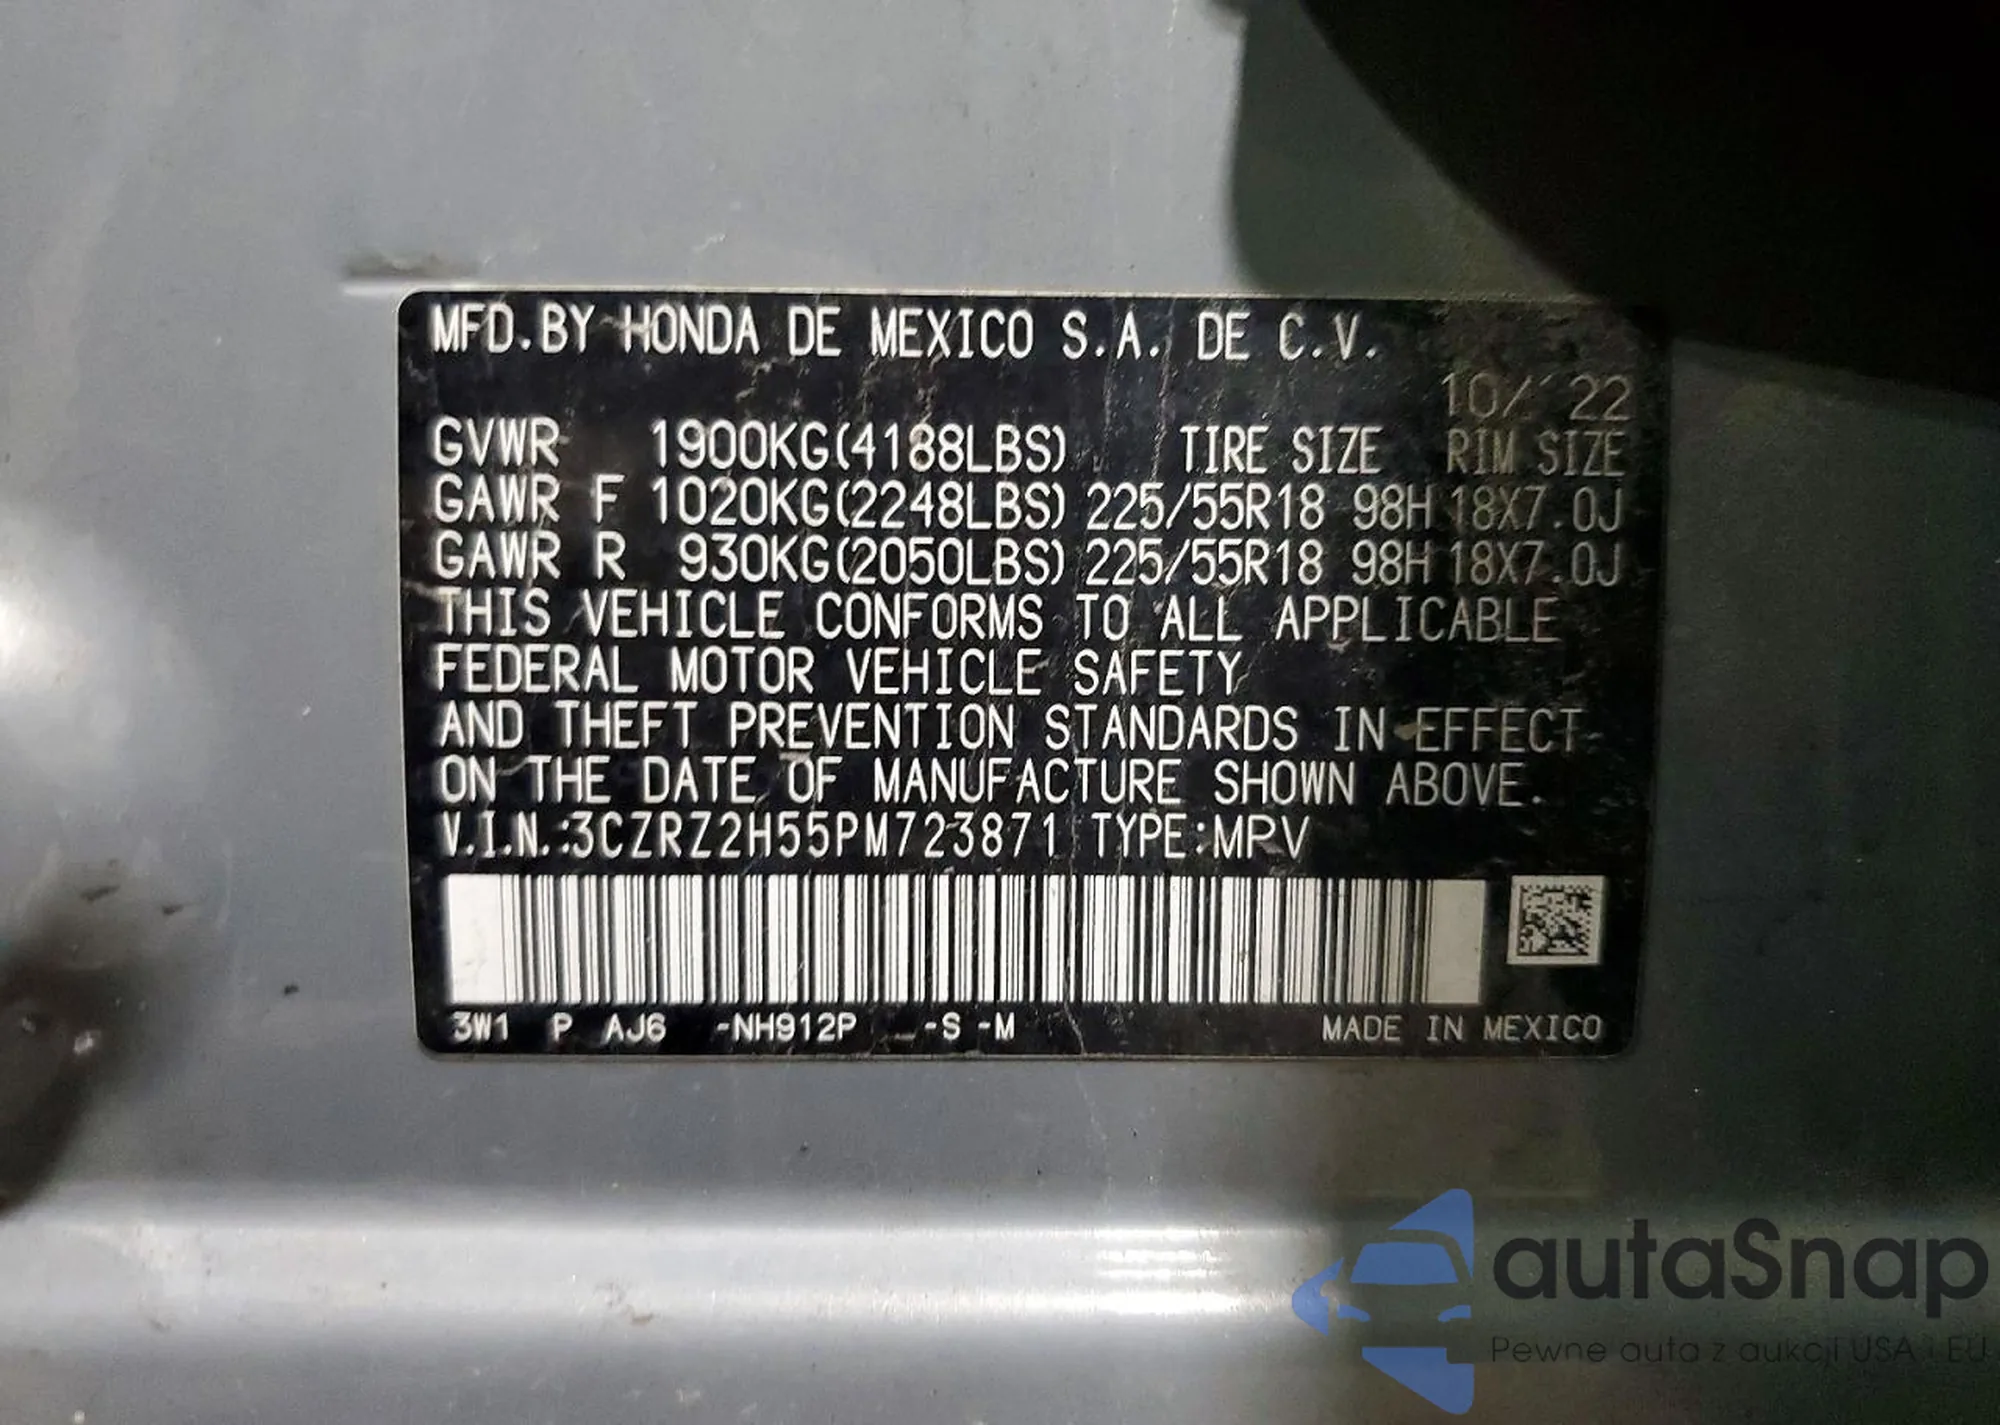 MFD.BY HONDA DE MEXICO S.A. DE C.V.
10/ 22
GVWR 1900KG(4188LBS) TIRE SIZE RIM SIZE
GAWR F 1020KG(2248LBS) 225/55R18 98H 18X7.0J
GAWR R 930KG(2050LBS) 225/55R18 98H 18X7.0J
THIS VEHICLE CONFORMS TO ALL APPLICABLE
FEDERAL MOTOR VEHICLE SAFETY
AND THEFT PREVENTION STANDARDS IN EFFECT
ON THE DATE OF MANUFACTURE SHOWN ABOVE.
V.I.N.:3CZRZ2H55PM723871 TYPE:MPV
3W1 P AJ6 -NH912P -S -M MADE IN MEXICO
autaSnap
Pewne auta z aukcji USA i EU